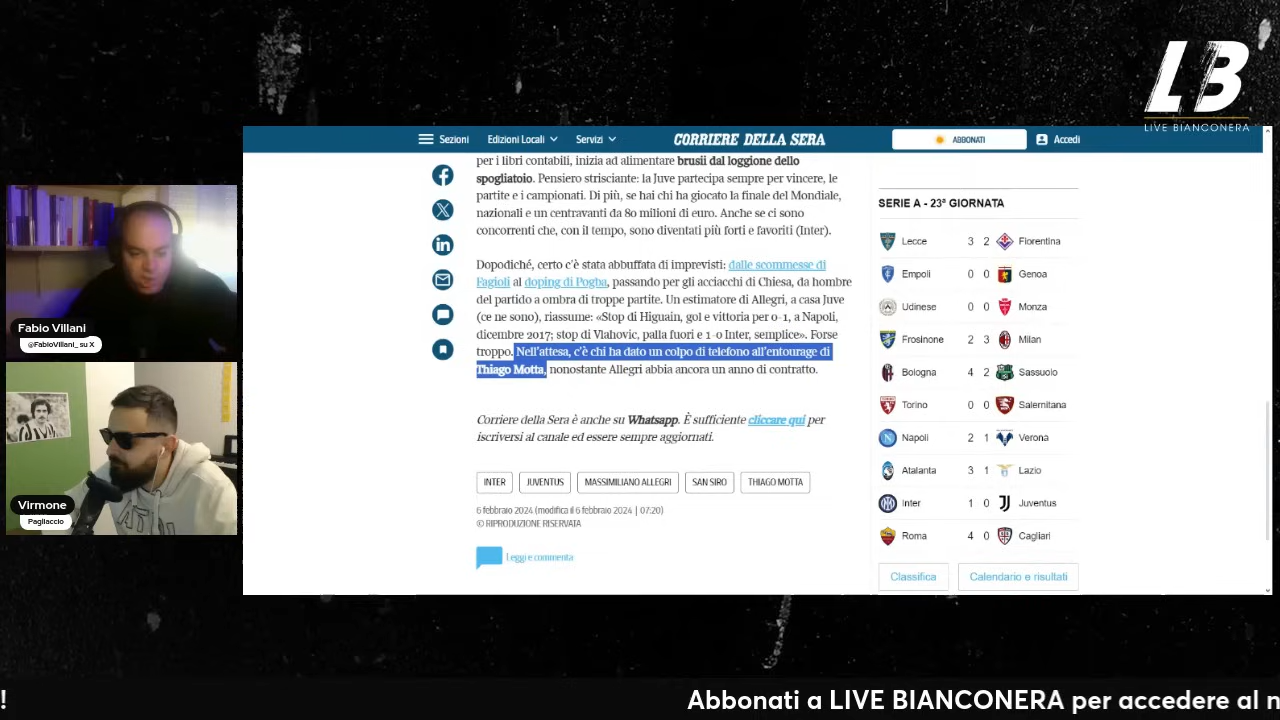 LB
LIVE BIANCONERA
Sezioni
Edizioni Locali
Servizi
CORRIERE DELLA SERA
ABBONATI
Accedi
per i libri contabili, inizia ad alimentare brusii dal loggione dello
spogliatoio. Pensiero strisciante: la Juve partecipa sempre per vincere, le
partite e i campionati. Di più, se hai chi ha giocato la finale del Mondiale,
nazionali e un centravanti da 80 milioni di euro. Anche se ci sono
concorrenti che, con il tempo, sono diventati più forti e favoriti (Inter).
Dopodiché, certo c'è stata abbuffata di imprevisti: dalle scommesse di
Fagioli al doping di Pogba, passando per gli acciacchi di Chiesa, da hombre
del partido a ombra di troppe partite. Un estimatore di Allegri, a casa Juve
(ce ne sono), riassume: «Stop di Higuain, gol e vittoria per 0-1, a Napoli,
dicembre 2017; stop di Vlahovic, palla fuori e 1-0 Inter, semplice». Forse
troppo. Nell'attesa, c'è chi ha dato un colpo di telefono all'entourage di
Thiago Motta, nonostante Allegri abbia ancora un anno di contratto.
Corriere della Sera è anche su Whatsapp. È sufficiente cliccare qui per
iscriversi al canale ed essere sempre aggiornati.
INTER
JUVENTUS
MASSIMILIANO ALLEGRI
SAN SIRO
THIAGO MOTTA
6 febbraio 2024 (modifica il 6 febbraio 2024 | 07:20)
© RIPRODUZIONE RISERVATA
Leggi e commenta
SERIE A - 23ª GIORNATA
Lecce 3 2 Fiorentina
Empoli 0 0 Genoa
Udinese 0 0 Monza
Frosinone 2 3 Milan
Bologna 4 2 Sassuolo
Torino 0 0 Salernitana
Napoli 2 1 Verona
Atalanta 3 1 Lazio
Inter 1 0 Juventus
Roma 4 0 Cagliari
Classifica
Calendario e risultati
Fabio Villani
@FabioVillani_ su X
Virmone
Pagliaccio
! Abbonati a LIVE BIANCONERA per accedere al